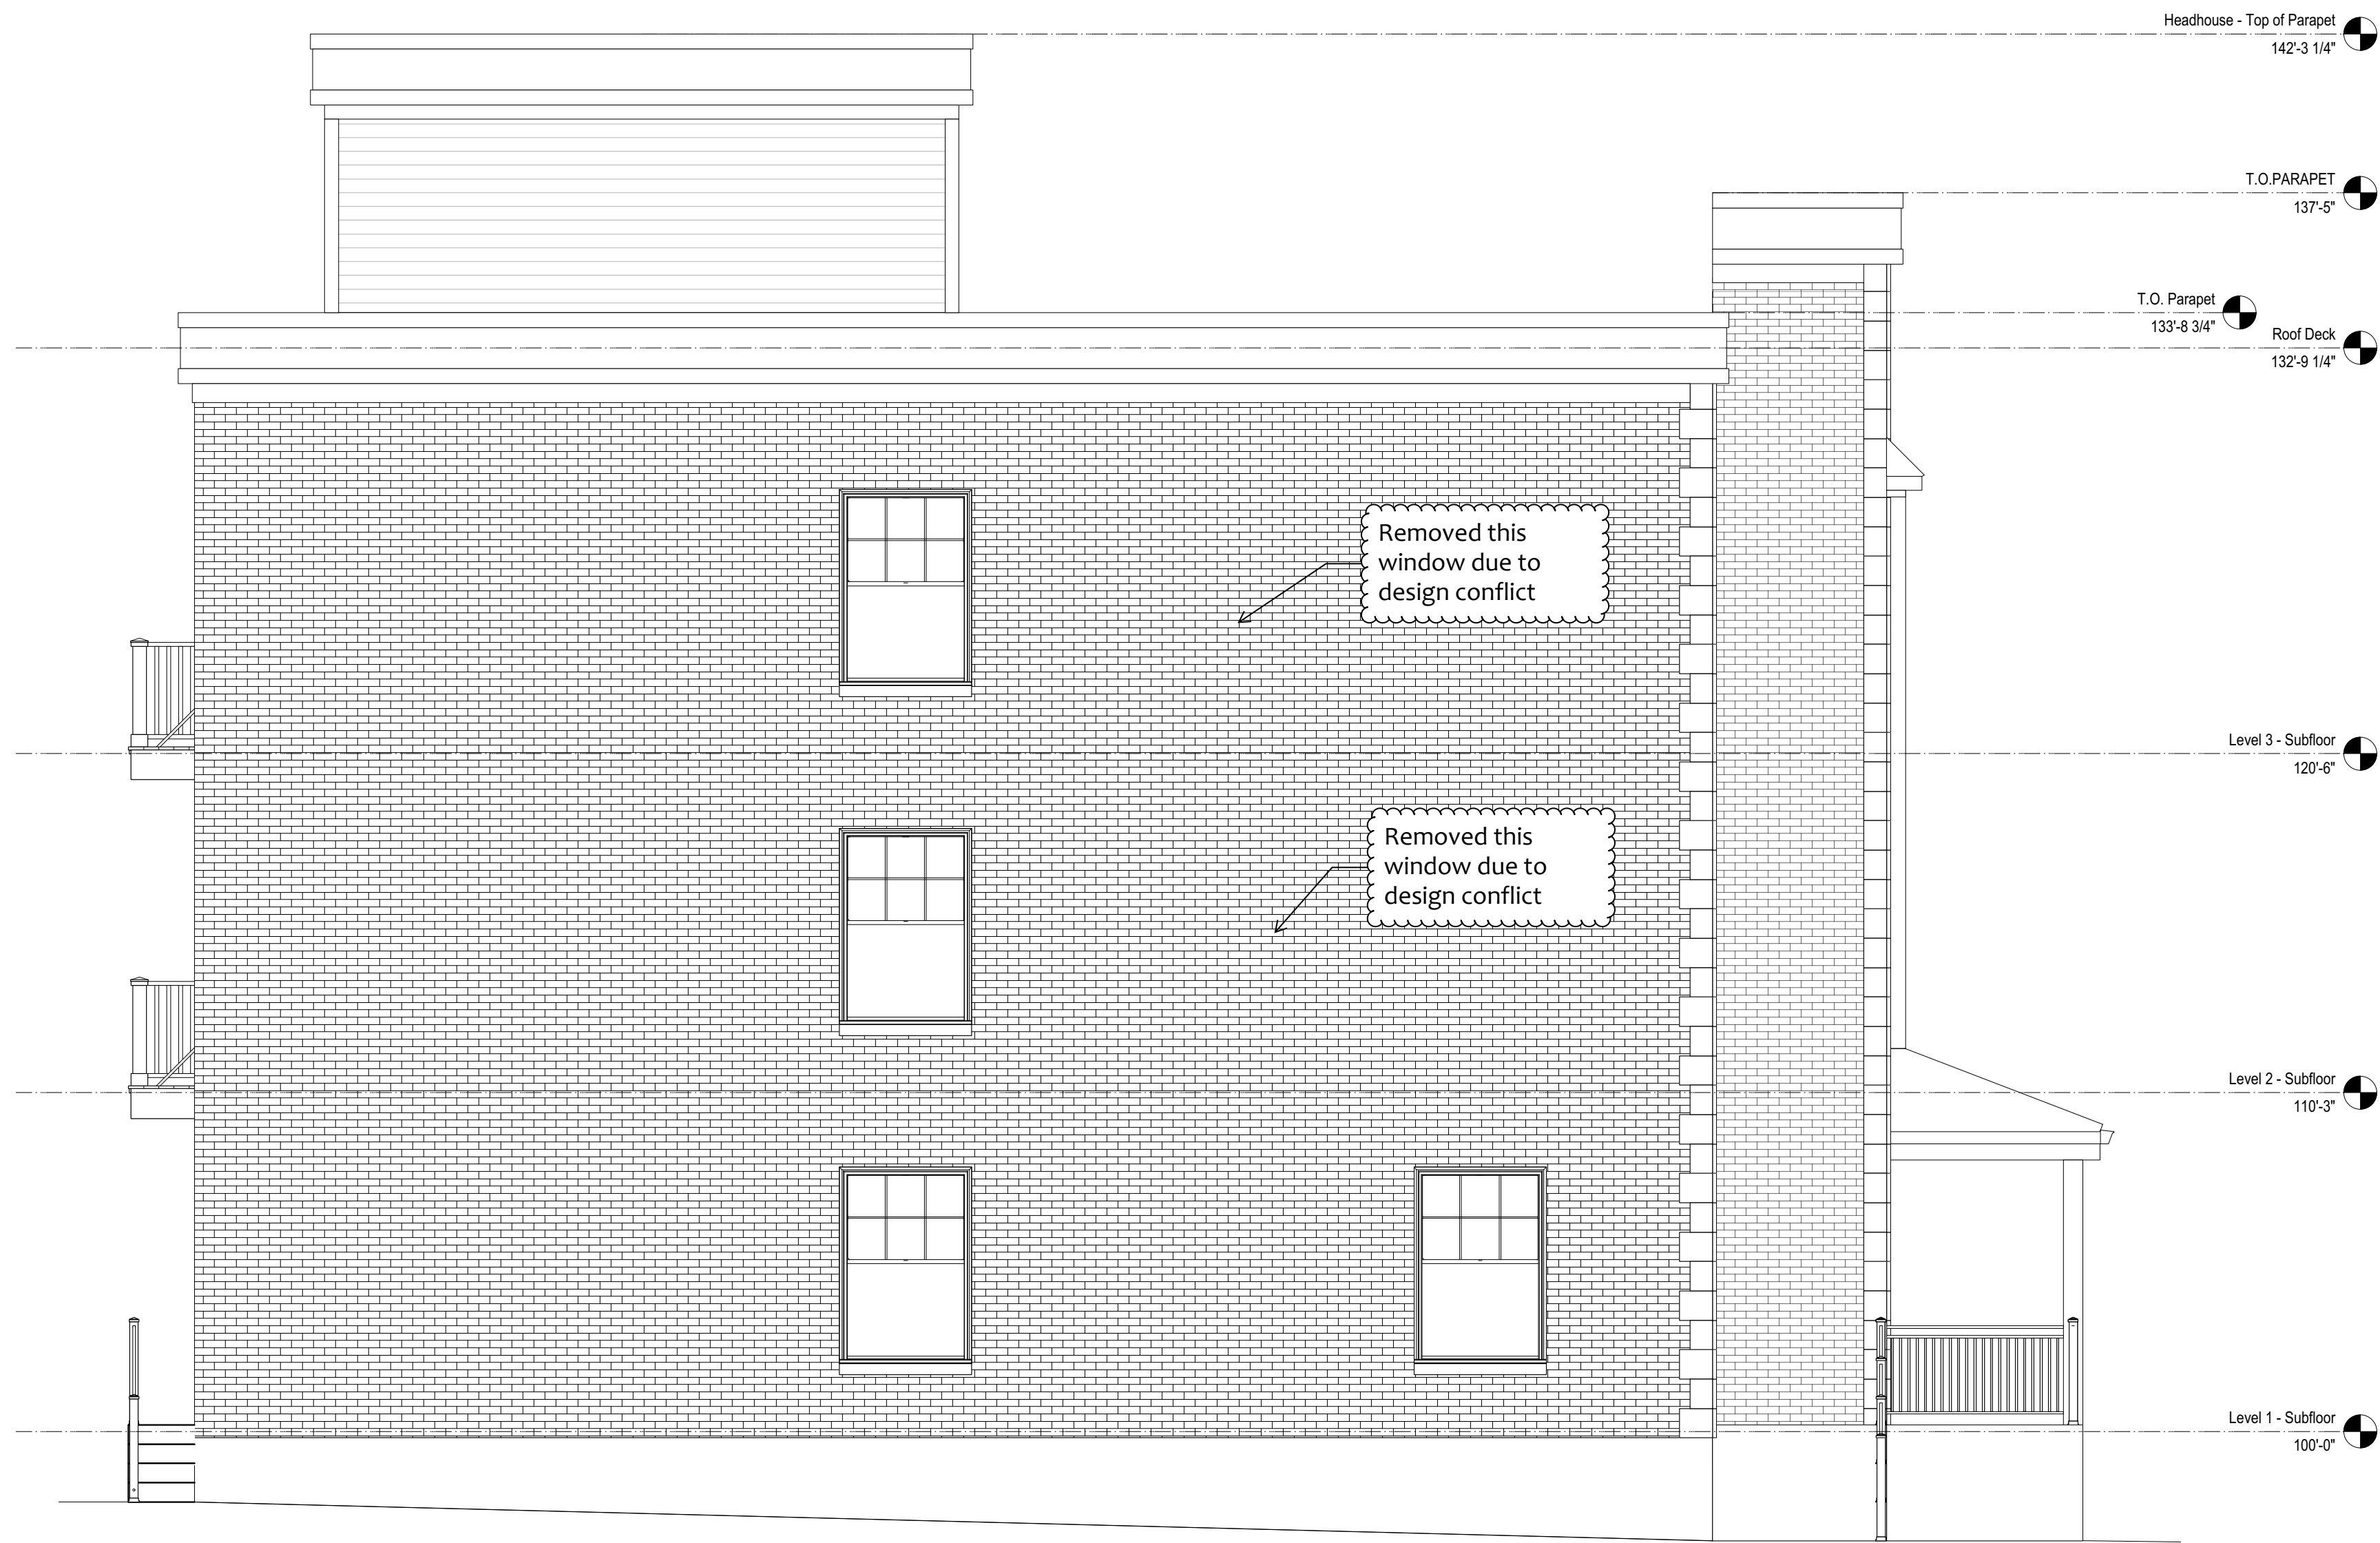 Headhouse - Top of Parapet
142'-3 1/4"
T.O.PARAPET
137'-5"
T.O. Parapet
133'-8 3/4"
Roof Deck
132'-9 1/4"
Removed this
window due to
design conflict
Level 3 - Subfloor
120'-6"
Removed this
window due to
design conflict
Level 2 - Subfloor
110'-3"
Level 1 - Subfloor
100'-0"